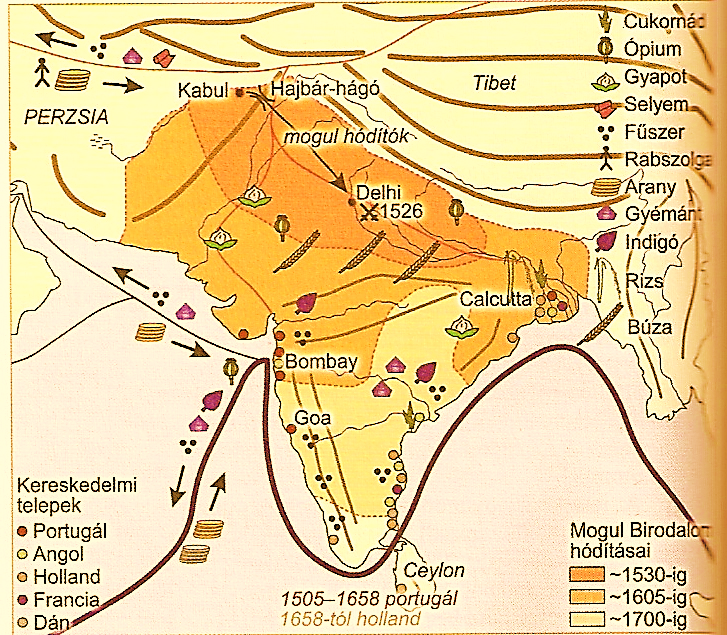 Cukornád
Ópium
Gyapot
Selyem
Fűszer
Rabszolga
Arany
Gyémánt
Indigó
Rizs
Búza
Kabul
Hajbár-hágó
Tibet
PERZSIA
mogul hódítók
Delhi
1526
Calcutta
Bombay
Goa
Ceylon
1505–1658 portugál
1658-tól holland
Kereskedelmi
telepek
Portugál
Angol
Holland
Francia
Dán
Mogul Birodalom
hódításai
~1530-ig
~1605-ig
~1700-ig